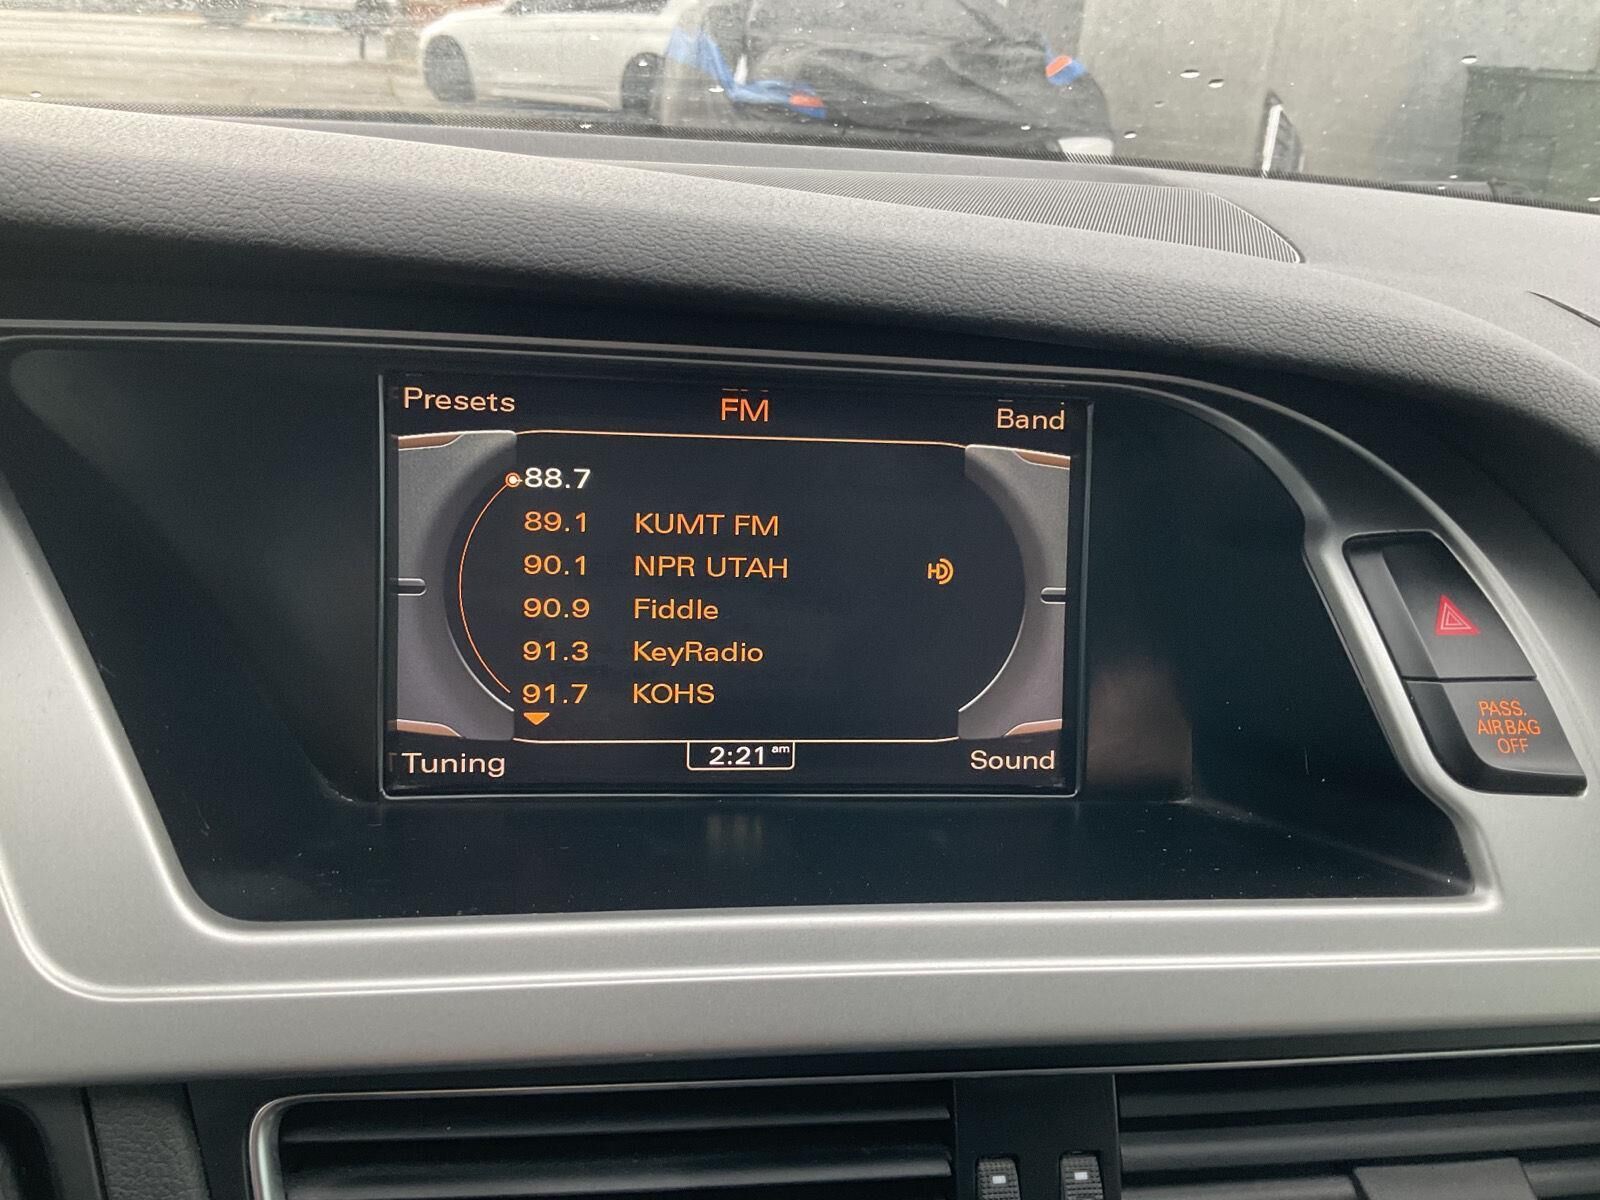 Presets FM Band
88.7
89.1 KUMT FM
90.1 NPR UTAH HD
90.9 Fiddle
91.3 KeyRadio
91.7 KOHS
Tuning 2:21 am Sound
PASS.
AIR BAG
OFF